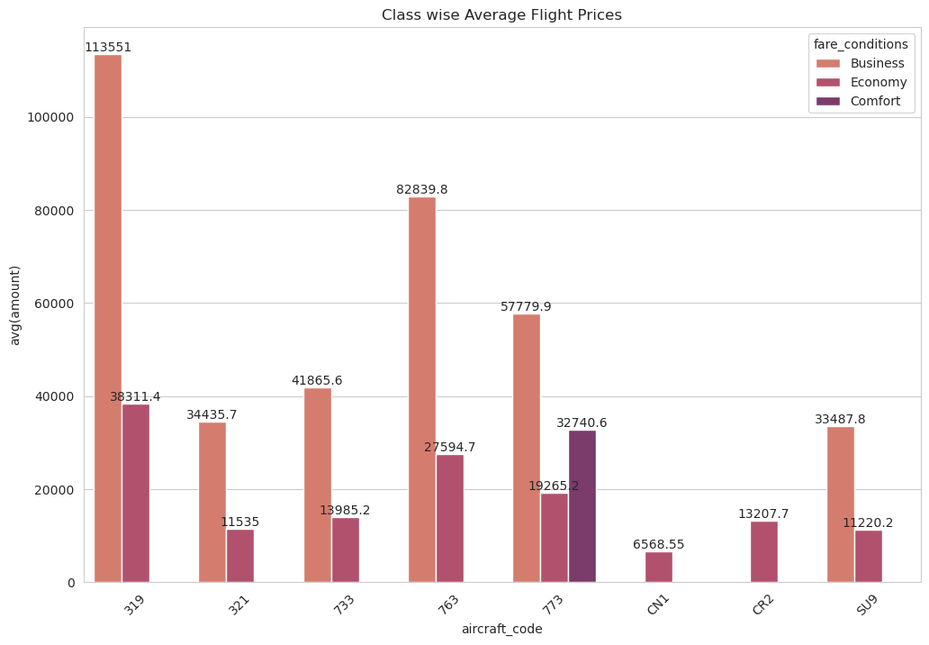 Class wise Average Flight Prices
fare_conditions
Business
Economy
Comfort
avg(amount)
100000
80000
60000
40000
20000
0
113551
38311.4
34435.7
11535
41865.6
13985.2
82839.8
27594.7
57779.9
19265.2
32740.6
6568.55
13207.7
33487.8
11220.2
319
321
733
763
773
CN1
CR2
SU9
aircraft_code